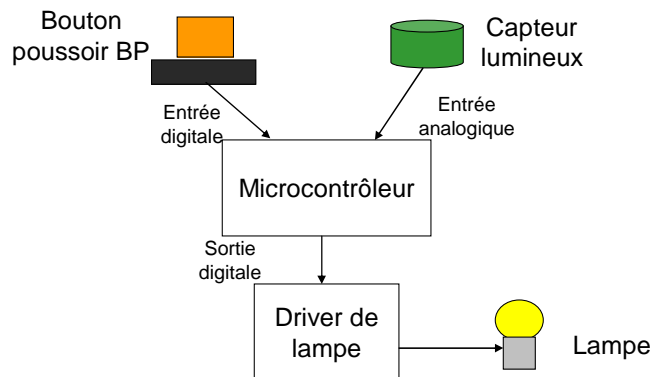 Bouton
poussoir BP
Capteur
lumineux
Entrée
digitale
Entrée
analogique
Microcontrôleur
Sortie
digitale
Driver de
lampe
Lampe